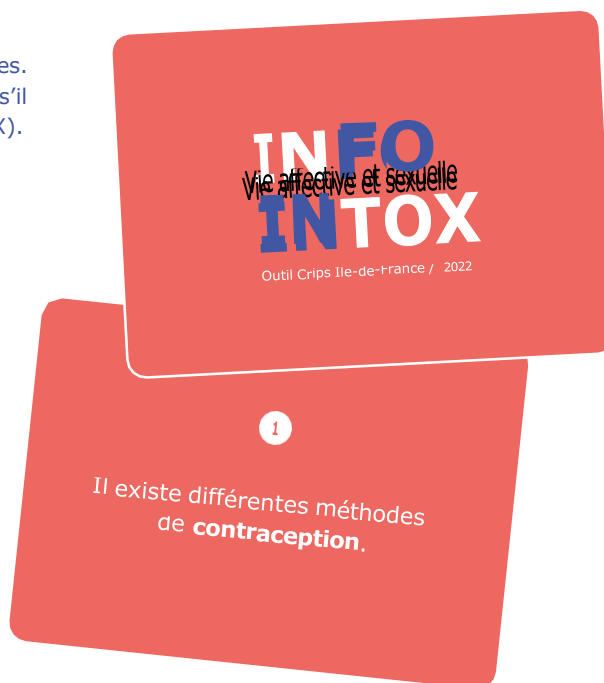 es.
s'il
X).
INFO
Vie affective et sexuelle
INTOX
Outil Crips Ile-de-France / 2022
1
Il existe différentes méthodes
de contraception.